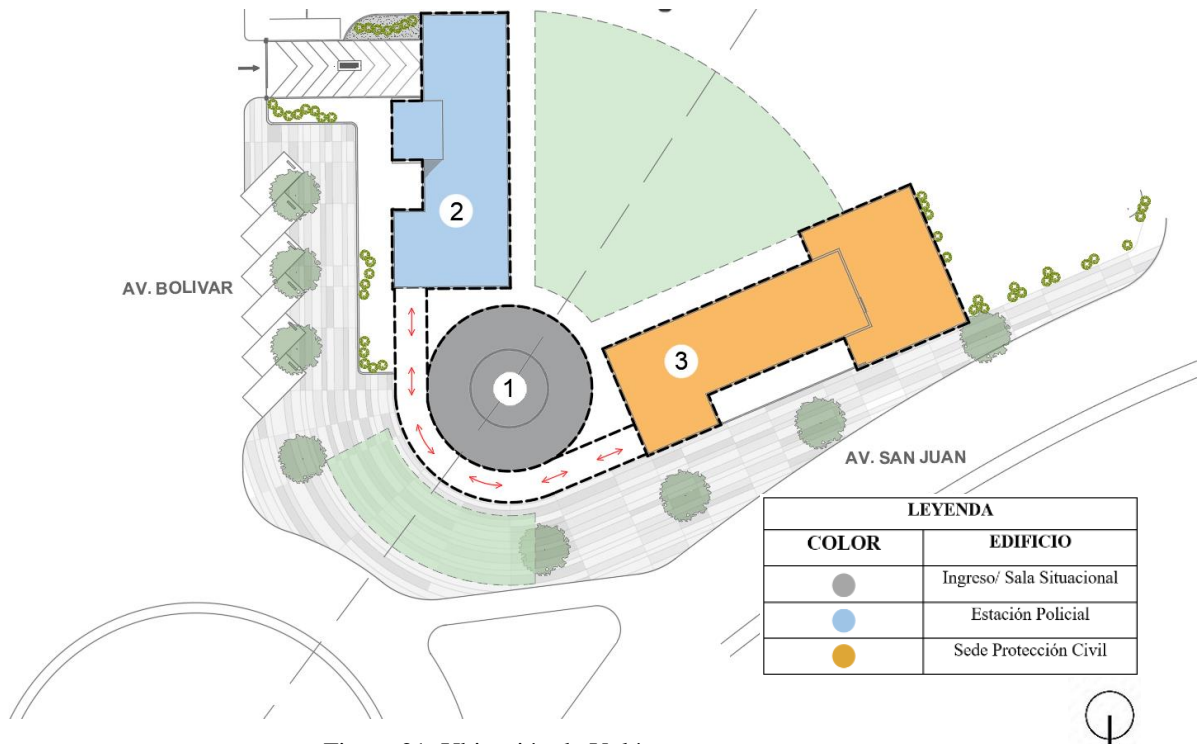 2
AV. BOLIVAR
1
3
AV. SAN JUAN
LEYENDA
COLOR EDIFICIO
Ingreso/ Sala Situacional
Estación Policial
Sede Protección Civil